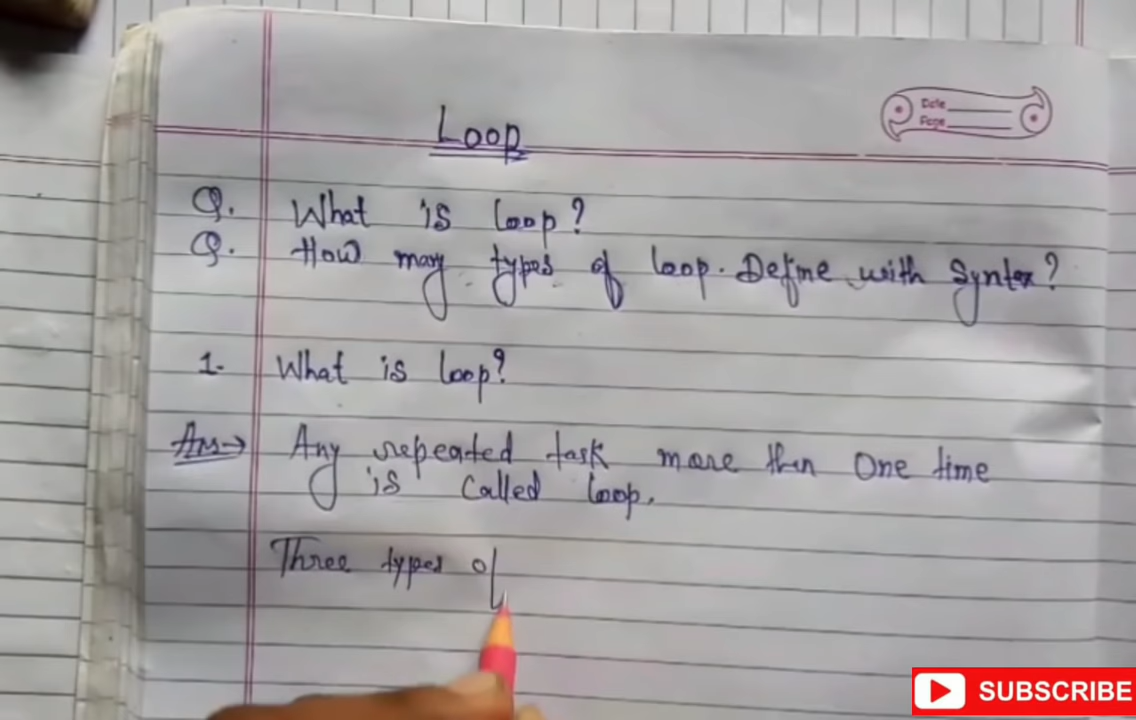 Loop
Date
Page
Q. What is loop?
Q. How many types of loop. Define with Syntax?
1. What is loop?
Ans→ Any repeated task more than One time
is Called loop.
Three types of
SUBSCRIBE